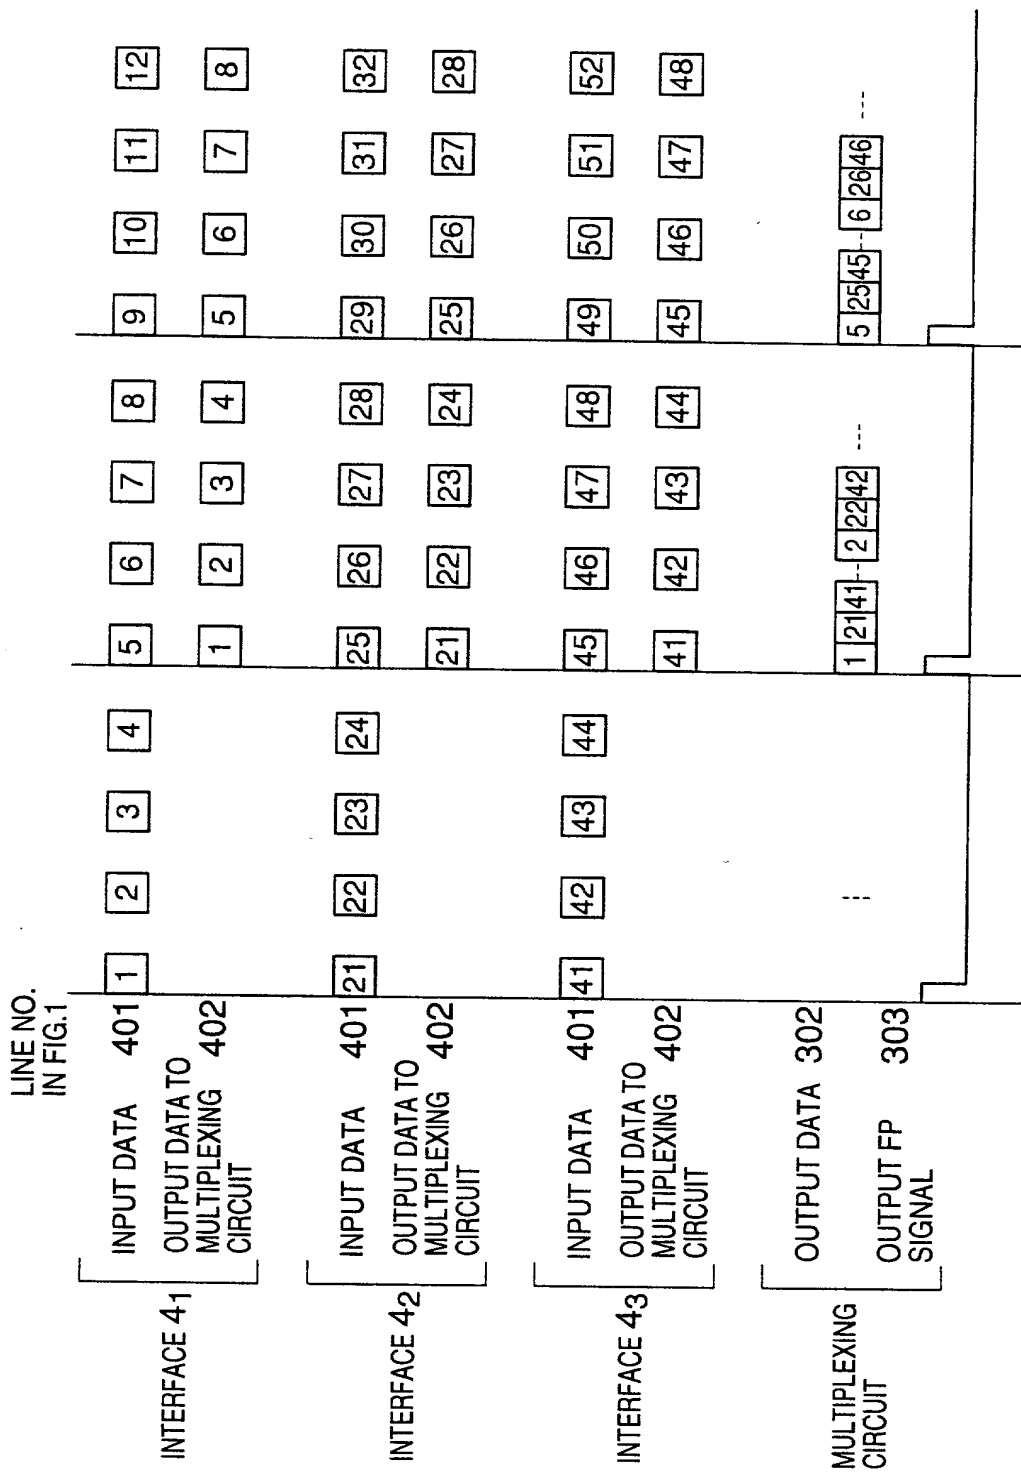 LINE NO.
IN FIG.1
INTERFACE 4₁
INPUT DATA 401
1 2 3 4 5 6 7 8 9 10 11 12
OUTPUT DATA TO
MULTIPLEXING 402
CIRCUIT
1 2 3 4 5 6 7 8
INTERFACE 4₂
INPUT DATA 401
21 22 23 24 25 26 27 28 29 30 31 32
OUTPUT DATA TO
MULTIPLEXING 402
CIRCUIT
21 22 23 24 25 26 27 28
INTERFACE 4₃
INPUT DATA 401
41 42 43 44 45 46 47 48 49 50 51 52
OUTPUT DATA TO
MULTIPLEXING 402
CIRCUIT
41 42 43 44 45 46 47 48
MULTIPLEXING
CIRCUIT
OUTPUT DATA 302
--- 1 21 41 -- 2 22 42 --- 5 25 45 -- 6 26 46 ---
OUTPUT FP 303
SIGNAL